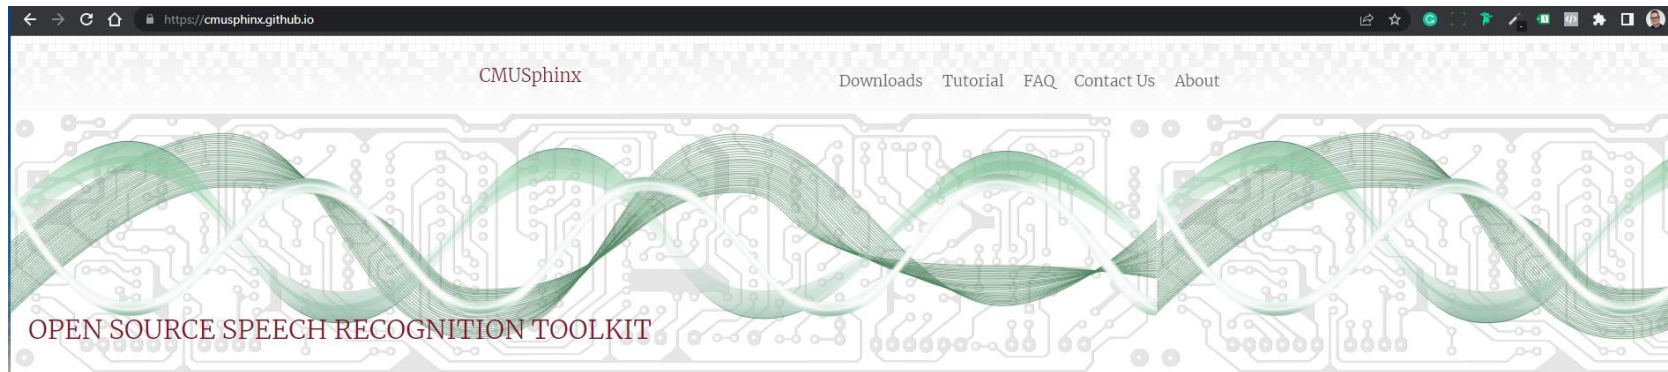 https://cmusphinx.github.io
CMUSphinx
Downloads Tutorial FAQ Contact Us About
OPEN SOURCE SPEECH RECOGNITION TOOLKIT